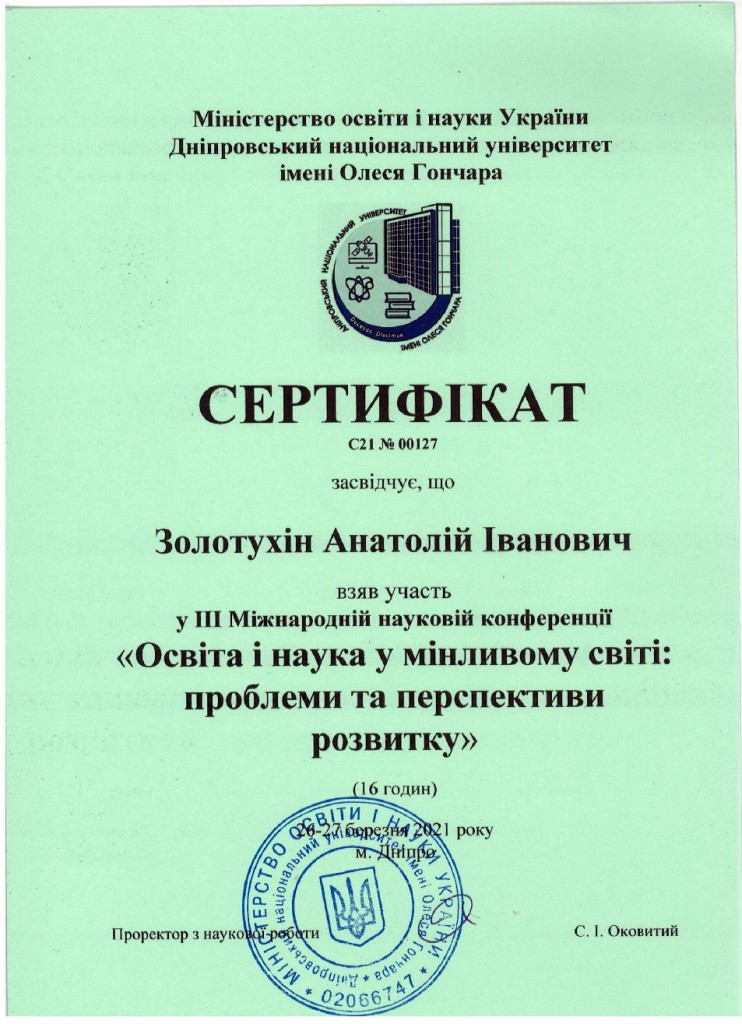 Міністерство освіти і науки України
Дніпровський національний університет
імені Олеся Гончара
ДНІПРОВСЬКИЙ НАЦІОНАЛЬНИЙ УНІВЕРСИТЕТ
ІМЕНІ ОЛЕСЯ ГОНЧАРА
Docendo Discimus
СЕРТИФІКАТ
С21 № 00127
засвідчує, що
Золотухін Анатолій Іванович
взяв участь
у ІІІ Міжнародній науковій конференції
«Освіта і наука у мінливому світі:
проблеми та перспективи
розвитку»
(16 годин)
26-27 березня 2021 року
м. Дніпро
Проректор з наукової роботи
С. І. Оковитий
МІНІСТЕРСТВО ОСВІТИ І НАУКИ УКРАЇНИ
* 02066747 *
Дніпровський національний університет імені Олеся Гончара *